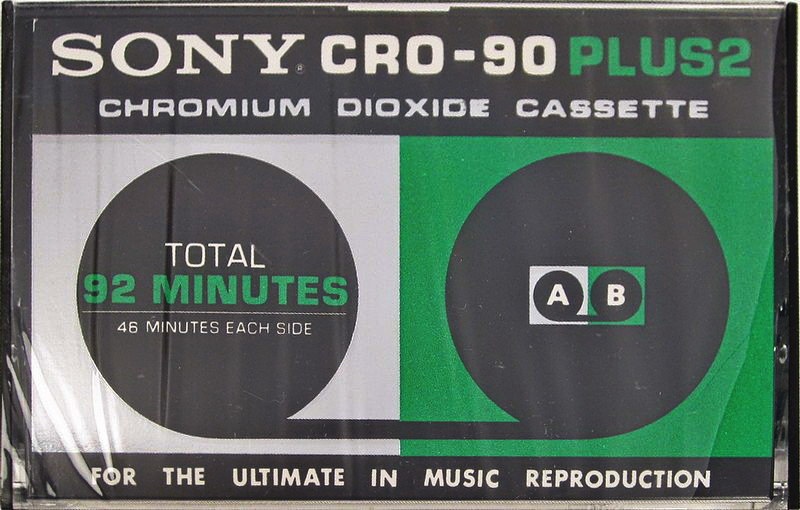 SONY® CRO-90 PLUS2
CHROMIUM DIOXIDE CASSETTE
TOTAL
92 MINUTES
46 MINUTES EACH SIDE
A B
FOR THE ULTIMATE IN MUSIC REPRODUCTION